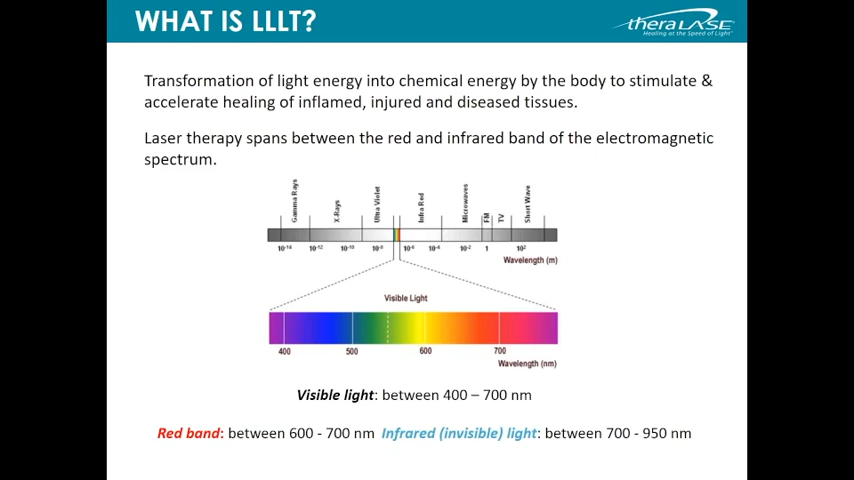 WHAT IS LLLT?
theraLASE
Healing at the Speed of Light
Transformation of light energy into chemical energy by the body to stimulate &
accelerate healing of inflamed, injured and diseased tissues.
Laser therapy spans between the red and infrared band of the electromagnetic
spectrum.
Gamma Rays X-Rays Ultra Violet Infra Red Microwaves FM TV Short Wave
10-14 10-12 10-10 10-8 10-6 10-4 10-2 1 10²
Wavelength (m)
Visible Light
400 500 600 700
Wavelength (nm)
Visible light: between 400 – 700 nm
Red band: between 600 - 700 nm Infrared (invisible) light: between 700 - 950 nm